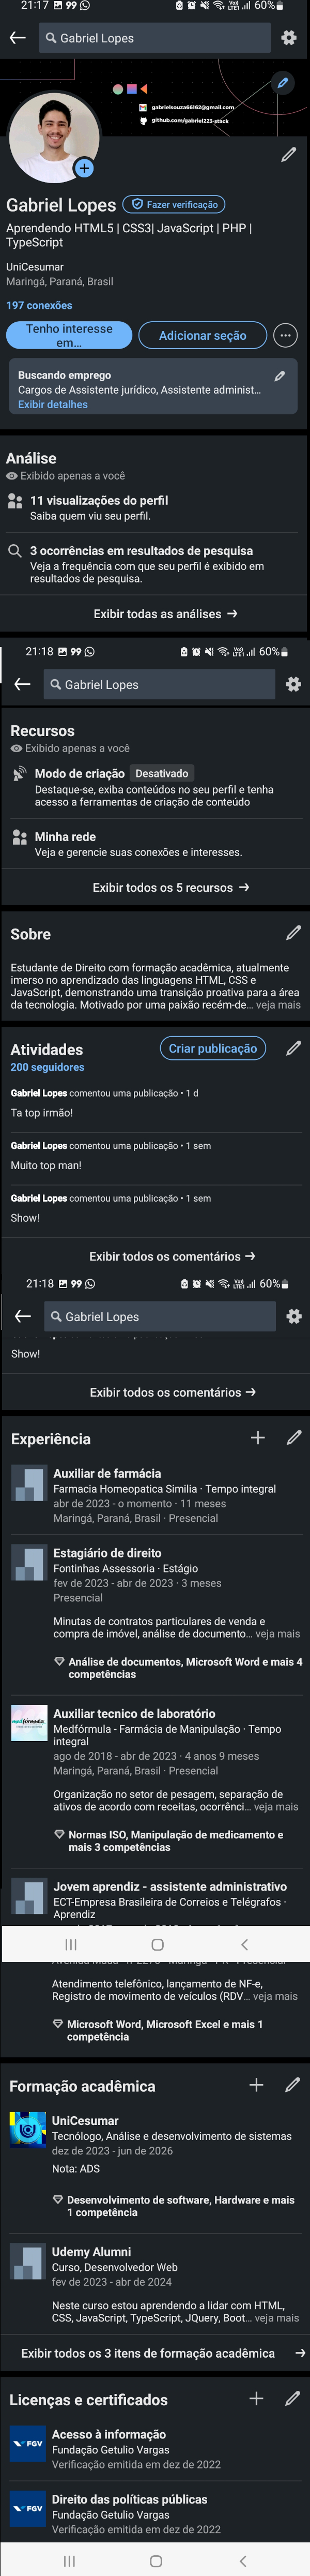 21:17 99 60%
Gabriel Lopes
gabrielsouza66162@gmail.com
github.com/gabriel223-stack
Gabriel Lopes Fazer verificação
Aprendendo HTML5 | CSS3| JavaScript | PHP |
TypeScript
UniCesumar
Maringá, Paraná, Brasil
197 conexões
Tenho interesse
em...
Adicionar seção
Buscando emprego
Cargos de Assistente jurídico, Assistente administ...
Exibir detalhes
Análise
Exibido apenas a você
11 visualizações do perfil
Saiba quem viu seu perfil.
3 ocorrências em resultados de pesquisa
Veja a frequência com que seu perfil é exibido em
resultados de pesquisa.
Exibir todas as análises →
21:18 99 60%
Gabriel Lopes
Recursos
Exibido apenas a você
Modo de criação Desativado
Destaque-se, exiba conteúdos no seu perfil e tenha
acesso a ferramentas de criação de conteúdo
Minha rede
Veja e gerencie suas conexões e interesses.
Exibir todos os 5 recursos →
Sobre
Estudante de Direito com formação acadêmica, atualmente
imerso no aprendizado das linguagens HTML, CSS e
JavaScript, demonstrando uma transição proativa para a área
da tecnologia. Motivado por uma paixão recém-de... veja mais
Atividades Criar publicação
200 seguidores
Gabriel Lopes comentou uma publicação • 1 d
Ta top irmão!
Gabriel Lopes comentou uma publicação • 1 sem
Muito top man!
Gabriel Lopes comentou uma publicação • 1 sem
Show!
Exibir todos os comentários →
21:18 99 60%
Gabriel Lopes
Show!
Exibir todos os comentários →
Experiência
Auxiliar de farmácia
Farmacia Homeopatica Similia · Tempo integral
abr de 2023 - o momento · 11 meses
Maringá, Paraná, Brasil · Presencial
Estagiário de direito
Fontinhas Assessoria · Estágio
fev de 2023 - abr de 2023 · 3 meses
Presencial
Minutas de contratos particulares de venda e
compra de imóvel, análise de documento... veja mais
Análise de documentos, Microsoft Word e mais 4
competências
Auxiliar tecnico de laboratório
Medfórmula - Farmácia de Manipulação · Tempo
integral
ago de 2018 - abr de 2023 · 4 anos 9 meses
Maringá, Paraná, Brasil · Presencial
Organização no setor de pesagem, separação de
ativos de acordo com receitas, ocorrênci... veja mais
Normas ISO, Manipulação de medicamento e
mais 3 competências
Jovem aprendiz - assistente administrativo
ECT-Empresa Brasileira de Correios e Telégrafos ·
Aprendiz
Atendimento telefônico, lançamento de NF-e,
Registro de movimento de veículos (RDV... veja mais
Microsoft Word, Microsoft Excel e mais 1
competência
Formação acadêmica
UniCesumar
Tecnólogo, Análise e desenvolvimento de sistemas
dez de 2023 - jun de 2026
Nota: ADS
Desenvolvimento de software, Hardware e mais
1 competência
Udemy Alumni
Curso, Desenvolvedor Web
fev de 2023 - abr de 2024
Neste curso estou aprendendo a lidar com HTML,
CSS, JavaScript, TypeScript, JQuery, Boot... veja mais
Exibir todos os 3 itens de formação acadêmica →
Licenças e certificados
FGV
Acesso à informação
Fundação Getulio Vargas
Verificação emitida em dez de 2022
FGV
Direito das políticas públicas
Fundação Getulio Vargas
Verificação emitida em dez de 2022